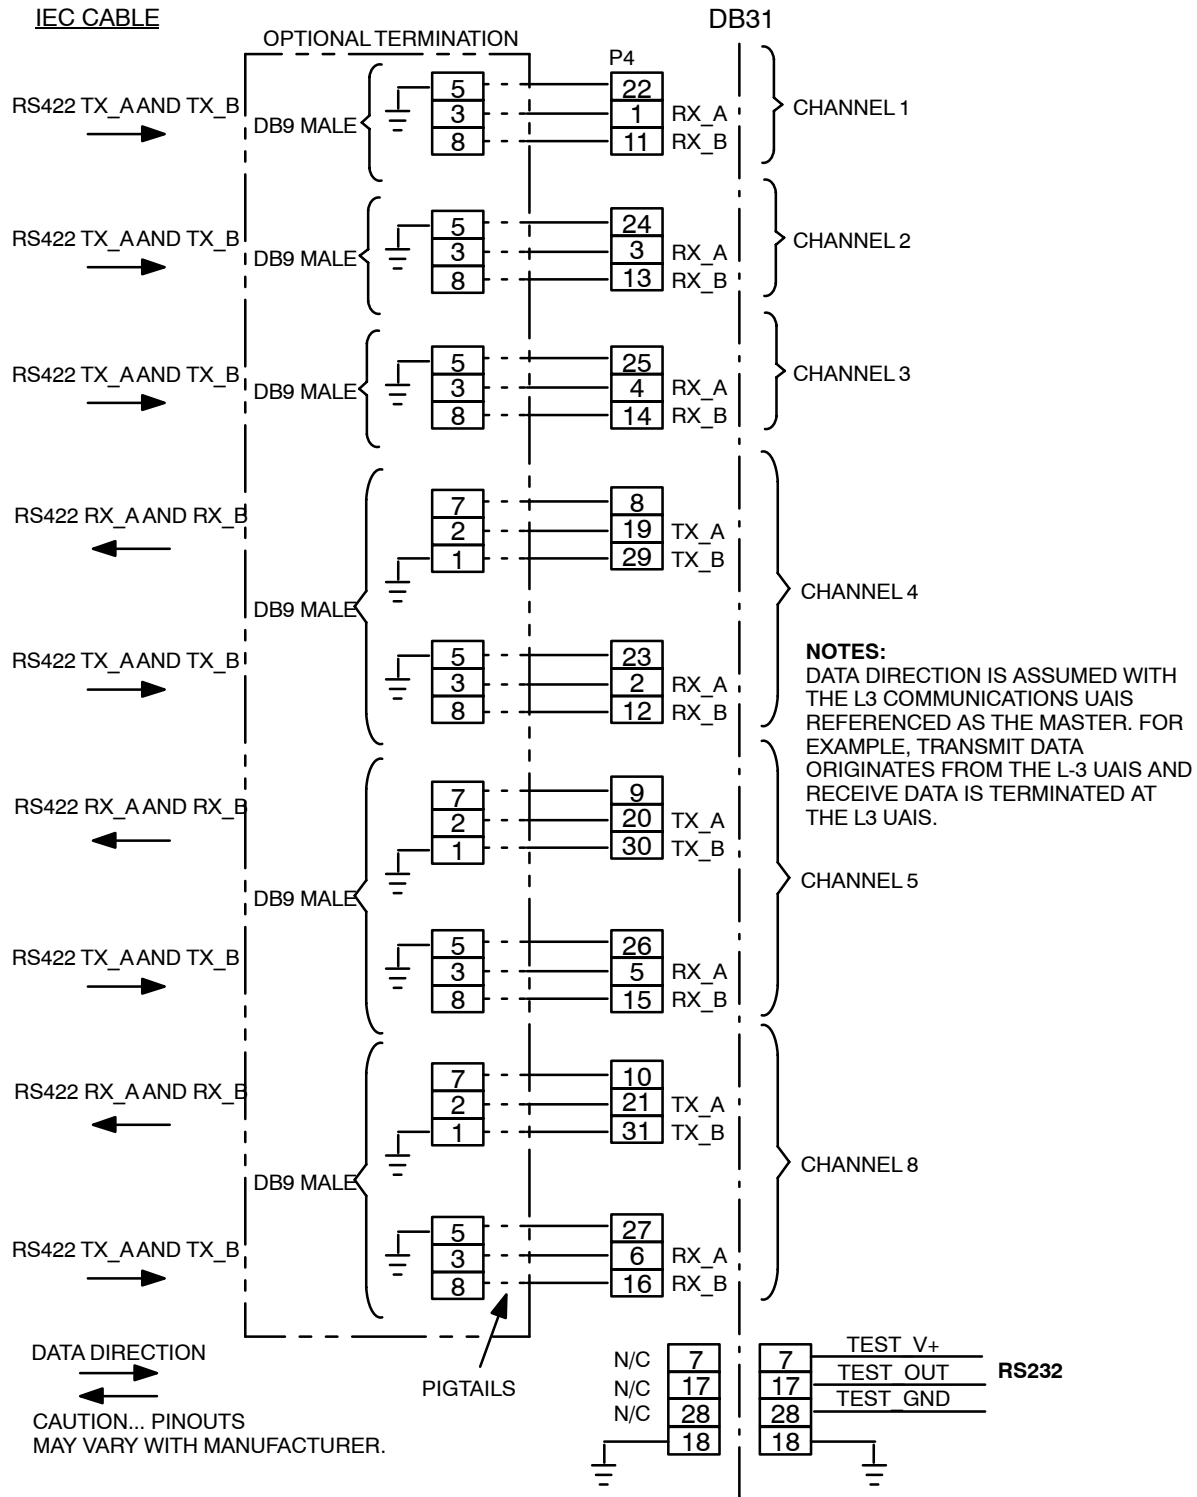 IEC CABLE
DB31
OPTIONAL TERMINATION
P4
RS422 TX_A AND TX_B
DB9 MALE
5
3
8
22
1 RX_A
11 RX_B
CHANNEL 1
RS422 TX_A AND TX_B
DB9 MALE
5
3
8
24
3 RX_A
13 RX_B
CHANNEL 2
RS422 TX_A AND TX_B
DB9 MALE
5
3
8
25
4 RX_A
14 RX_B
CHANNEL 3
RS422 RX_A AND RX_B
7
2
1
8
19 TX_A
29 TX_B
DB9 MALE
CHANNEL 4
RS422 TX_A AND TX_B
5
3
8
23
2 RX_A
12 RX_B
NOTES:
DATA DIRECTION IS ASSUMED WITH
THE L3 COMMUNICATIONS UAIS
REFERENCED AS THE MASTER. FOR
EXAMPLE, TRANSMIT DATA
ORIGINATES FROM THE L-3 UAIS AND
RECEIVE DATA IS TERMINATED AT
THE L3 UAIS.
RS422 RX_A AND RX_B
7
2
1
9
20 TX_A
30 TX_B
DB9 MALE
CHANNEL 5
RS422 TX_A AND TX_B
5
3
8
26
5 RX_A
15 RX_B
RS422 RX_A AND RX_B
7
2
1
10
21 TX_A
31 TX_B
DB9 MALE
CHANNEL 8
RS422 TX_A AND TX_B
5
3
8
27
6 RX_A
16 RX_B
DATA DIRECTION
CAUTION... PINOUTS
MAY VARY WITH MANUFACTURER.
PIGTAILS
N/C 7
N/C 17
N/C 28
18
7 TEST_V+
17 TEST_OUT
28 TEST_GND
18
RS232